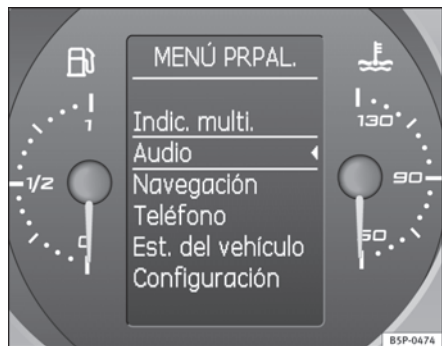 MENÚ PRPAL.
Indic. multi.
Audio
Navegación
Teléfono
Est. del vehículo
Configuración
1
1/2
0
130
90
50
B5P-0474